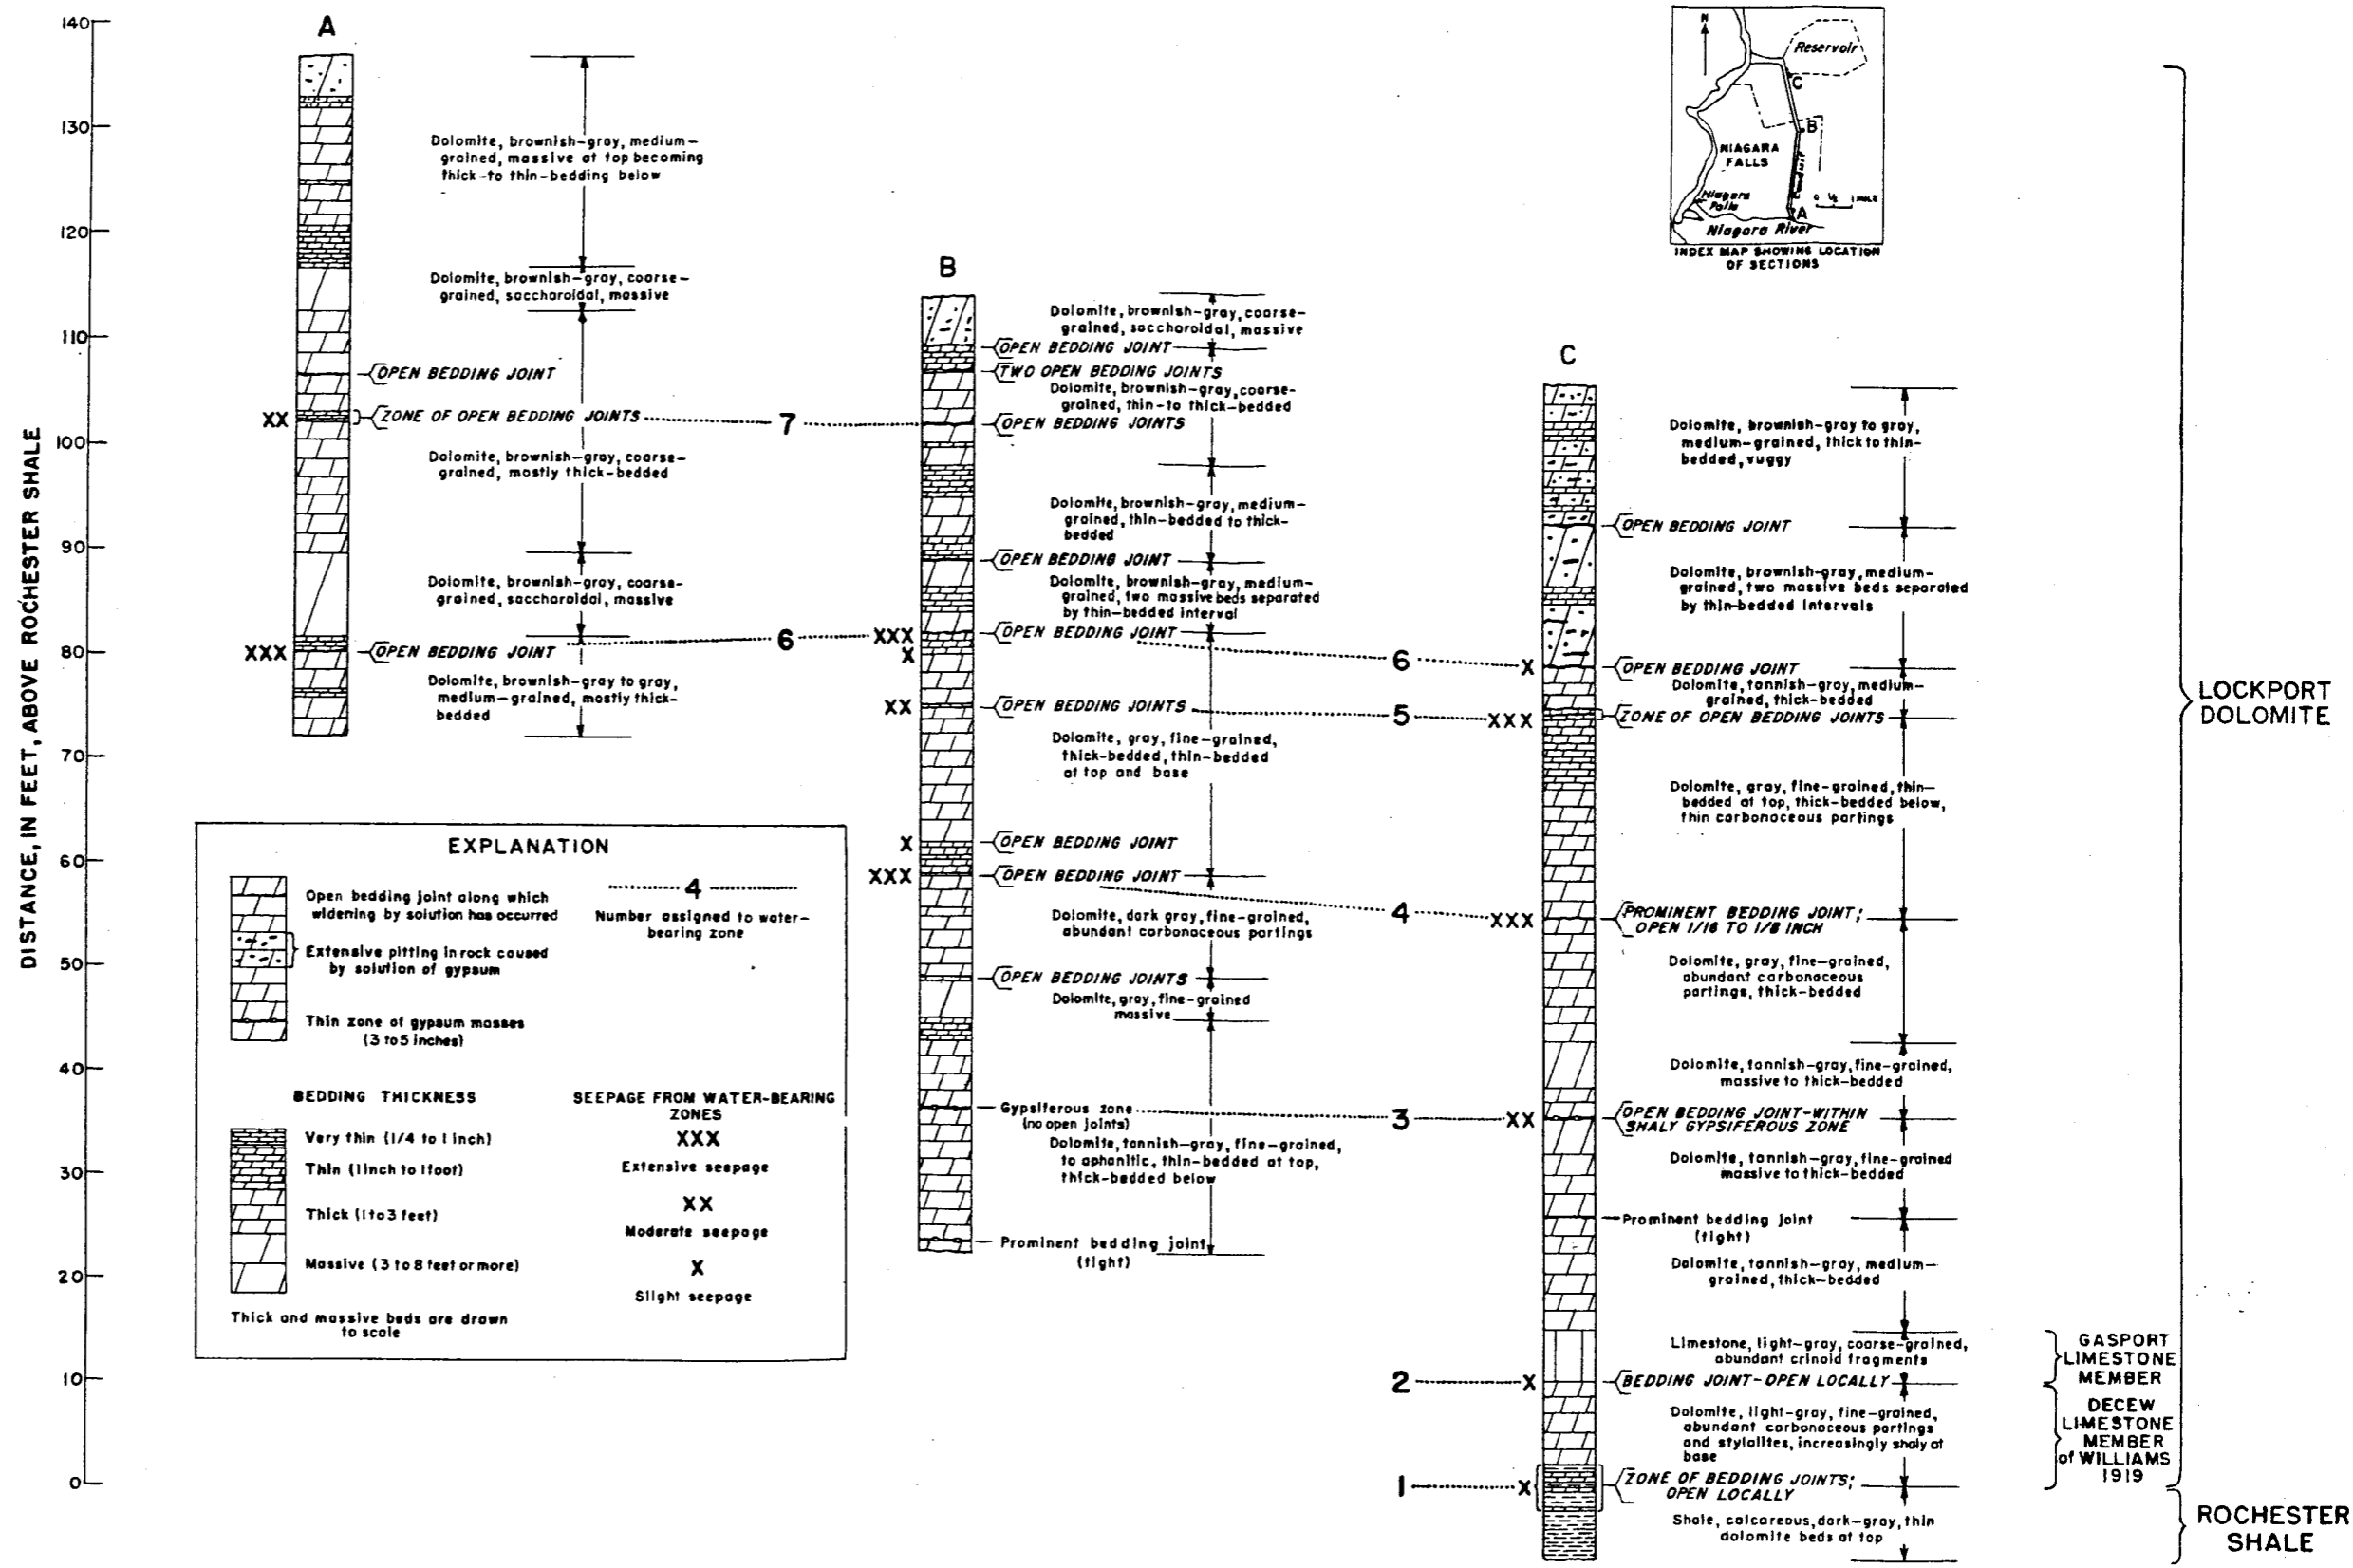 DISTANCE, IN FEET, ABOVE ROCHESTER SHALE
140
130
120
110
100
90
80
70
60
50
40
30
20
10
0
A
Dolomite, brownish-gray, medium-
grained, massive at top becoming
thick-to thin-bedding below
Dolomite, brownish-gray, coarse-
grained, saccharoidal, massive
OPEN BEDDING JOINT
XX
ZONE OF OPEN BEDDING JOINTS
7
Dolomite, brownish-gray, coarse-
grained, mostly thick-bedded
Dolomite, brownish-gray, coarse-
grained, saccharoidal, massive
XXX
OPEN BEDDING JOINT
6
Dolomite, brownish-gray to gray,
medium-grained, mostly thick-
bedded
EXPLANATION
Open bedding joint along which
widening by solution has occurred
Extensive pitting in rock caused
by solution of gypsum
Thin zone of gypsum masses
(3 to 5 inches)
4
Number assigned to water-
bearing zone
BEDDING THICKNESS
Very thin (1/4 to 1 inch)
Thin (1inch to 1foot)
Thick (1 to 3 feet)
Massive (3 to 8 feet or more)
Thick and massive beds are drawn
to scale
SEEPAGE FROM WATER-BEARING
ZONES
XXX
Extensive seepage
XX
Moderate seepage
X
Slight seepage
B
Dolomite, brownish-gray, coarse-
grained, saccharoidal, massive
OPEN BEDDING JOINT
TWO OPEN BEDDING JOINTS
Dolomite, brownish-gray, coarse-
grained, thin-to thick-bedded
OPEN BEDDING JOINTS
Dolomite, brownish-gray, medium-
grained, thin-bedded to thick-
bedded
OPEN BEDDING JOINT
Dolomite, brownish-gray, medium-
grained, two massive beds separated
by thin-bedded interval
XXX
OPEN BEDDING JOINT
X
6
XX
OPEN BEDDING JOINTS
5
Dolomite, gray, fine-grained,
thick-bedded, thin-bedded
at top and base
X
OPEN BEDDING JOINT
XXX
OPEN BEDDING JOINT
4
Dolomite, dark gray, fine-grained,
abundant carbonaceous partings
OPEN BEDDING JOINTS
Dolomite, gray, fine-grained
massive
Gypsiferous zone
(no open joints)
3
Dolomite, tannish-gray, fine-grained,
to aphanitic, thin-bedded at top,
thick-bedded below
Prominent bedding joint
(tight)
N
Reservoir
C
B
NIAGARA
FALLS
Conduit
Niagara
Falls
0 1/2 1 MILE
A
Niagara River
INDEX MAP SHOWING LOCATION
OF SECTIONS
C
Dolomite, brownish-gray to gray,
medium-grained, thick to thin-
bedded, vuggy
OPEN BEDDING JOINT
Dolomite, brownish-gray, medium-
grained, two massive beds separated
by thin-bedded intervals
X
OPEN BEDDING JOINT
Dolomite, tannish-gray, medium-
grained, thick-bedded
XXX
ZONE OF OPEN BEDDING JOINTS
Dolomite, gray, fine-grained, thin-
bedded at top, thick-bedded below,
thin carbonaceous partings
XXX
PROMINENT BEDDING JOINT;
OPEN 1/16 TO 1/8 INCH
Dolomite, gray, fine-grained,
abundant carbonaceous
partings, thick-bedded
Dolomite, tannish-gray, fine-grained,
massive to thick-bedded
XX
OPEN BEDDING JOINT-WITHIN
SHALY GYPSIFEROUS ZONE
Dolomite, tannish-gray, fine-grained
massive to thick-bedded
Prominent bedding joint
(tight)
Dolomite, tannish-gray, medium-
grained, thick-bedded
Limestone, light-gray, coarse-grained,
abundant crinoid fragments
2
X
BEDDING JOINT-OPEN LOCALLY
Dolomite, light-gray, fine-grained,
abundant carbonaceous partings
and stylolites, increasingly shaly at
base
1
X
ZONE OF BEDDING JOINTS;
OPEN LOCALLY
Shale, calcareous, dark-gray, thin
dolomite beds at top
LOCKPORT
DOLOMITE
GASPORT
LIMESTONE
MEMBER
DECEW
LIMESTONE
MEMBER
of WILLIAMS
1919
ROCHESTER
SHALE